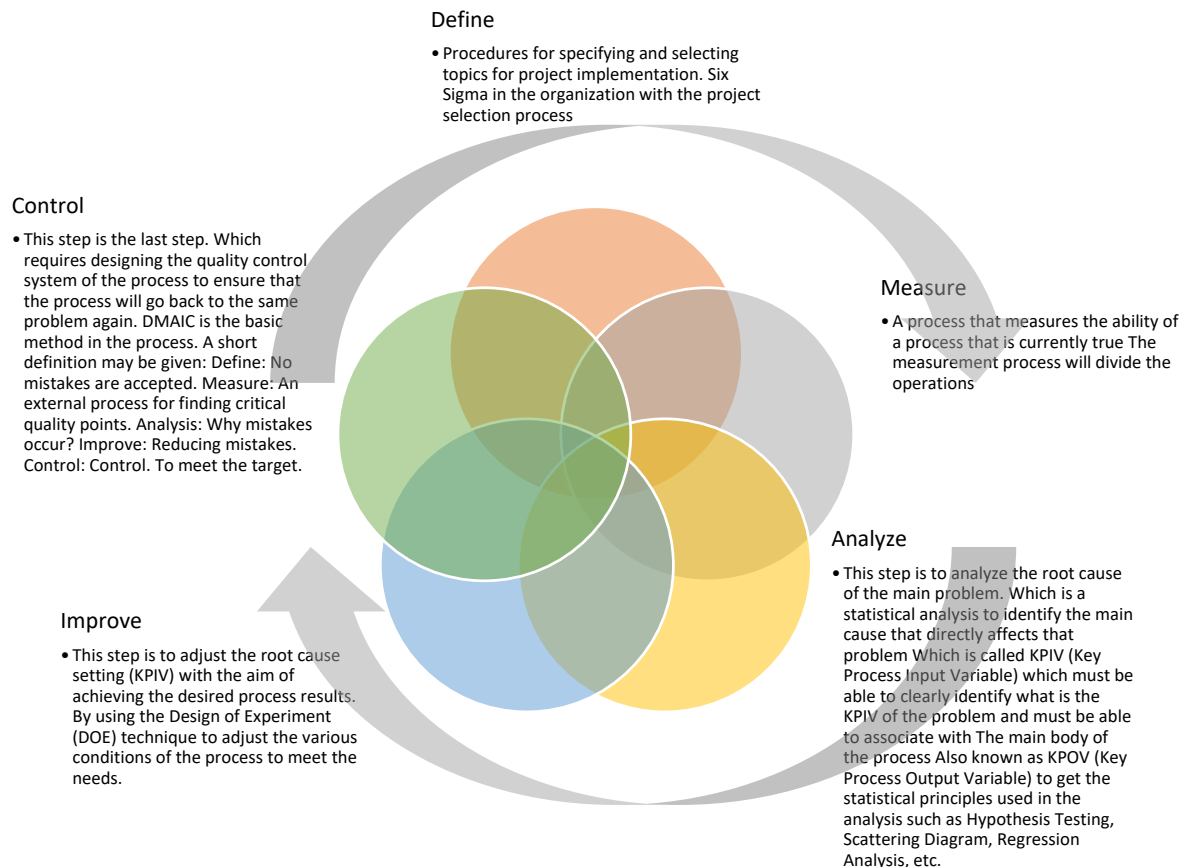 Define
• Procedures for specifying and selecting
topics for project implementation. Six
Sigma in the organization with the project
selection process
Measure
• A process that measures the ability of
a process that is currently true The
measurement process will divide the
operations
Analyze
• This step is to analyze the root cause
of the main problem. Which is a
statistical analysis to identify the main
cause that directly affects that
problem Which is called KPIV (Key
Process Input Variable) which must be
able to clearly identify what is the
KPIV of the problem and must be able
to associate with The main body of
the process Also known as KPOV (Key
Process Output Variable) to get the
statistical principles used in the
analysis such as Hypothesis Testing,
Scattering Diagram, Regression
Analysis, etc.
Improve
• This step is to adjust the root cause
setting (KPIV) with the aim of
achieving the desired process results.
By using the Design of Experiment
(DOE) technique to adjust the various
conditions of the process to meet the
needs.
Control
• This step is the last step. Which
requires designing the quality control
system of the process to ensure that
the process will go back to the same
problem again. DMAIC is the basic
method in the process. A short
definition may be given: Define: No
mistakes are accepted. Measure: An
external process for finding critical
quality points. Analysis: Why mistakes
occur? Improve: Reducing mistakes.
Control: Control. To meet the target.